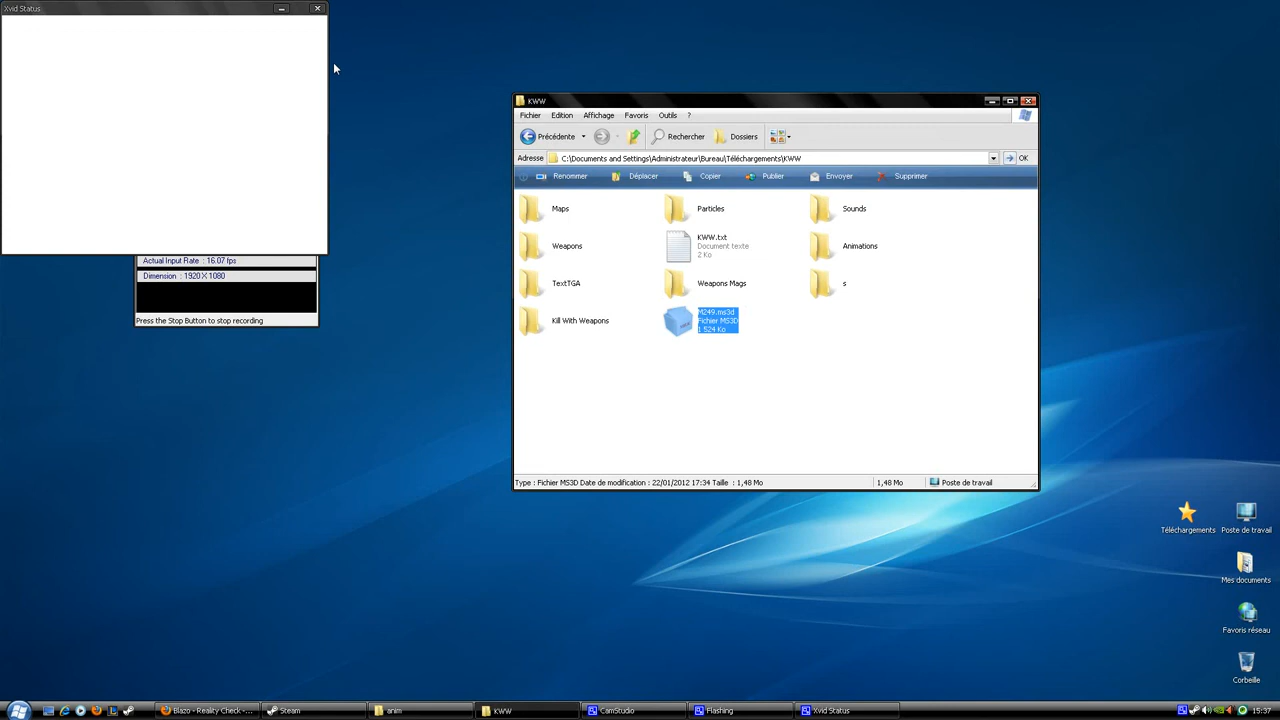 Xvid Status
Actual Input Rate : 16.07 fps
Dimension : 1920 X 1080
Press the Stop Button to stop recording
KWW
Fichier Edition Affichage Favoris Outils ?
Précédente Rechercher Dossiers
Adresse C:\Documents and Settings\Administrateur\Bureau\Téléchargements\KWW OK
Renommer Déplacer Copier Publier Envoyer Supprimer
Maps Particles Sounds
Weapons
KWW.txt
Document texte
2 Ko
Animations
TextTGA Weapons Mags s
Kill With Weapons
M249.ms3d
Fichier MS3D
1 524 Ko
Type : Fichier MS3D Date de modification : 22/01/2012 17:34 Taille : 1,48 Mo 1,48 Mo Poste de travail
Téléchargements Poste de travail
Mes documents
Favoris réseau
Corbeille
Blazo - Reality Check -... Steam anim KWW CamStudio Flashing Xvid Status 15:37